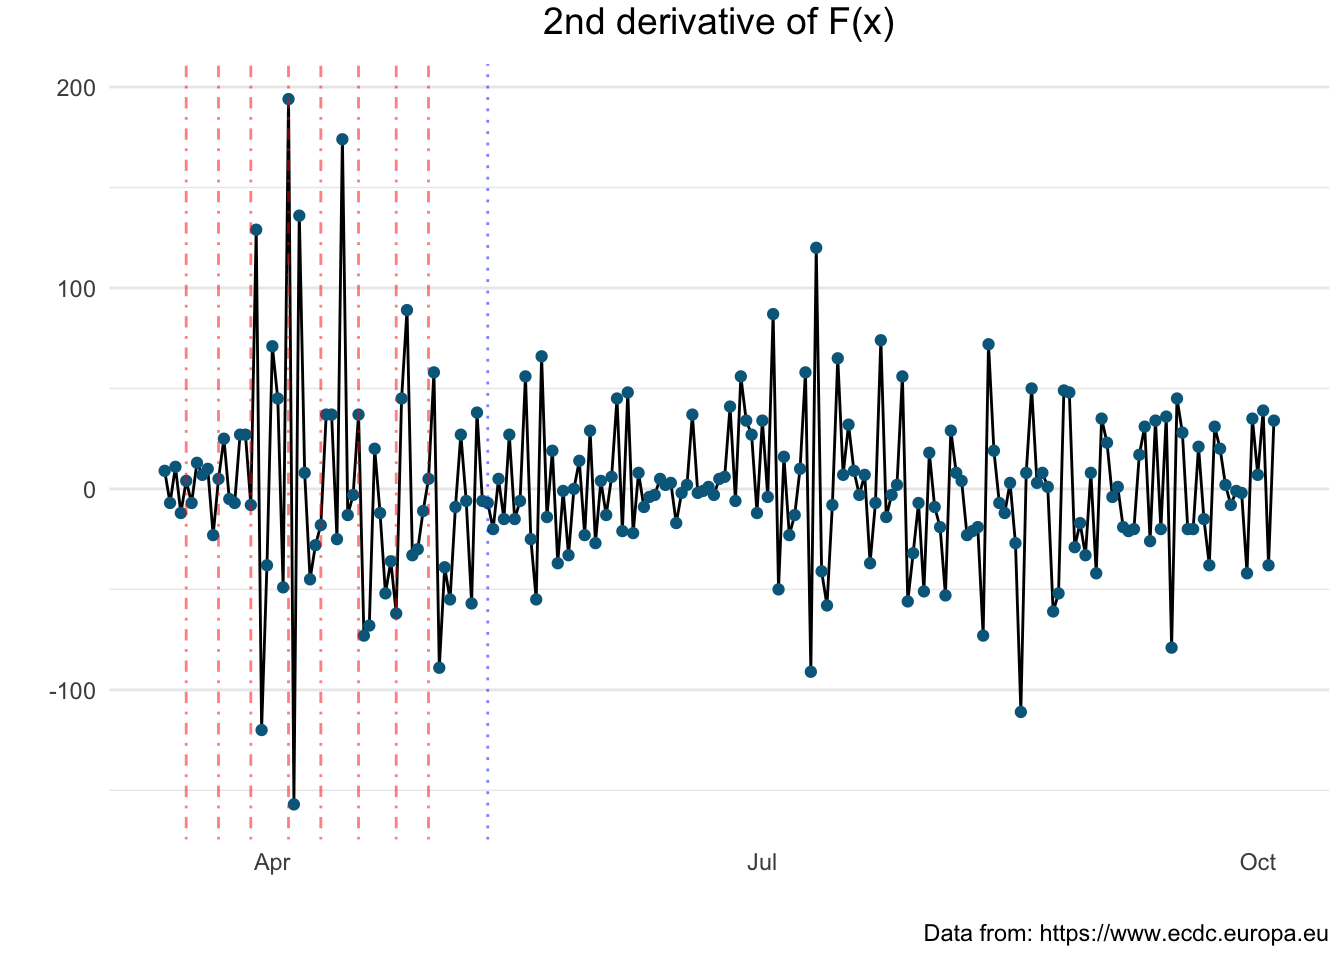 2nd derivative of F(x)
200
100
0
-100
Apr
Jul
Oct
Data from: https://www.ecdc.europa.eu